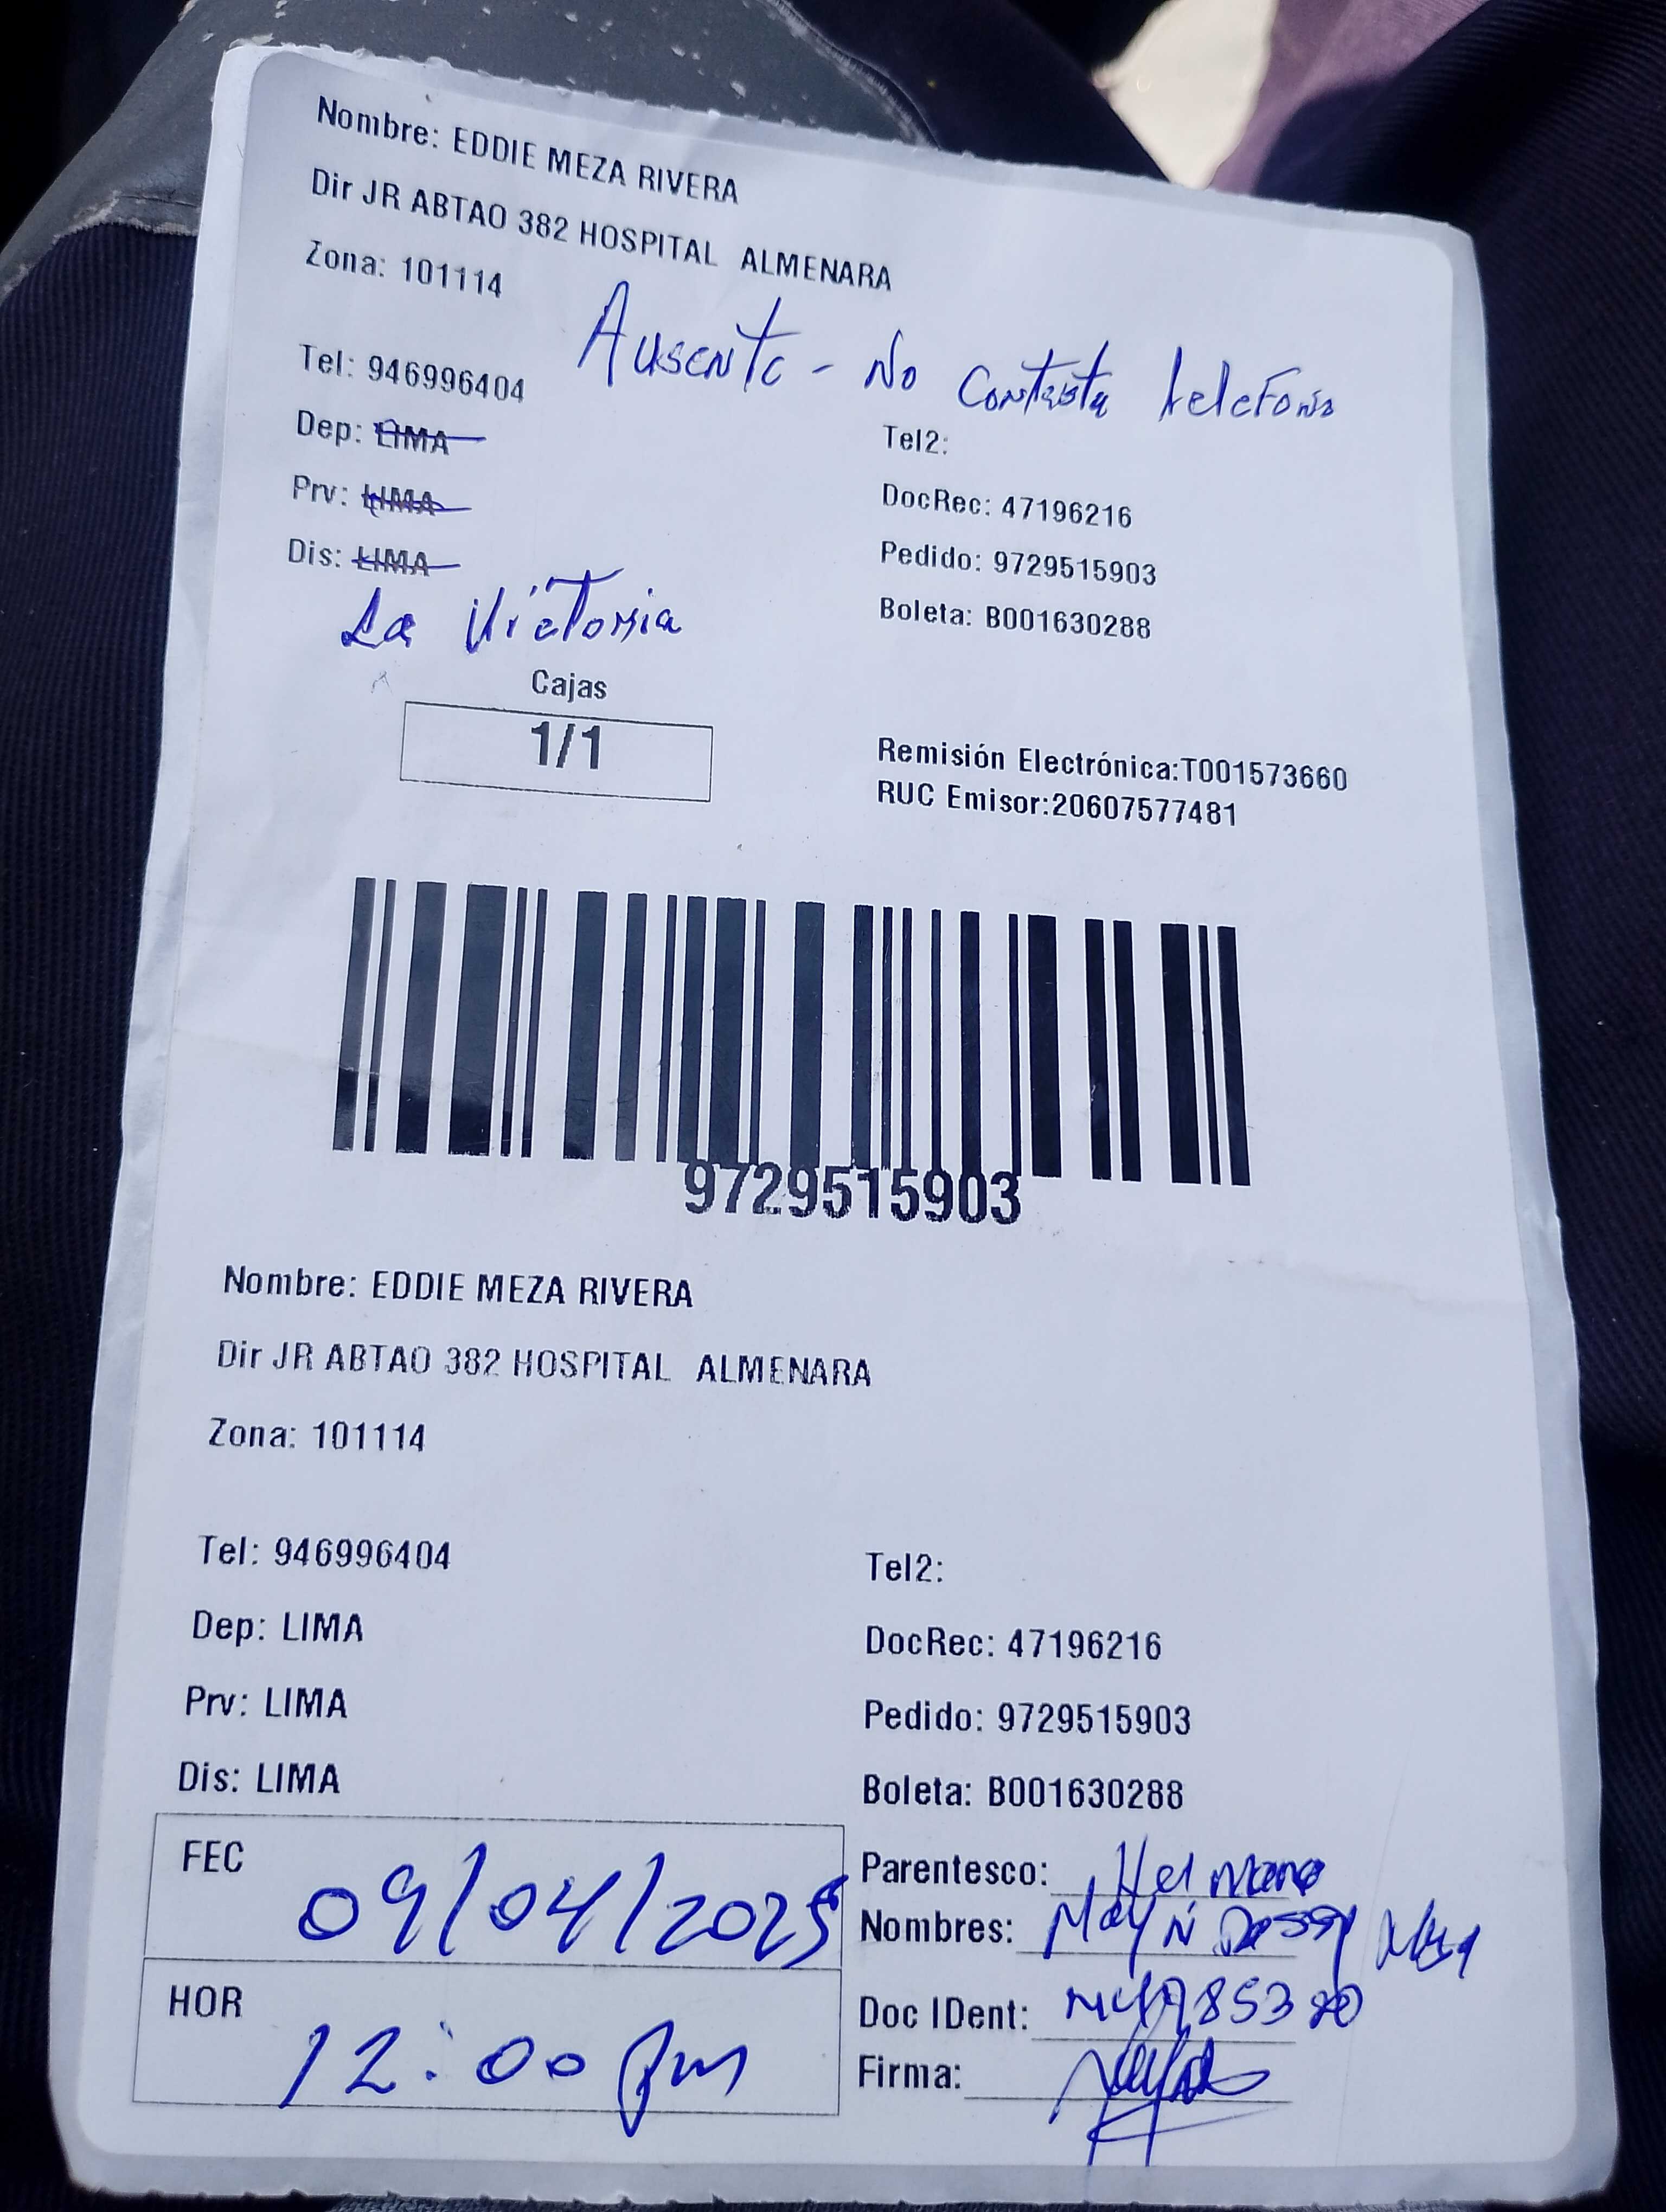 Nombre: EDDIE MEZA RIVERA
Dir JR ABTAO 382 HOSPITAL ALMENARA
Zona: 101114
Ausente - No Contesta telefono
Tel: 946996404
Dep: LIMA
Tel2:
Prv: LIMA
DocRec: 47196216
Dis: LIMA
Pedido: 9729515903
La Victoria
Boleta: B001630288
Cajas
1/1
Remisión Electrónica:T001573660
RUC Emisor:20607577481
9729515903
Nombre: EDDIE MEZA RIVERA
Dir JR ABTAO 382 HOSPITAL ALMENARA
Zona: 101114
Tel: 946996404
Tel2:
Dep: LIMA
DocRec: 47196216
Prv: LIMA
Pedido: 9729515903
Dis: LIMA
Boleta: B001630288
FEC 09/04/2025
Parentesco:
Nombres:
HOR 12:00 pm
Doc IDent:
Firma: